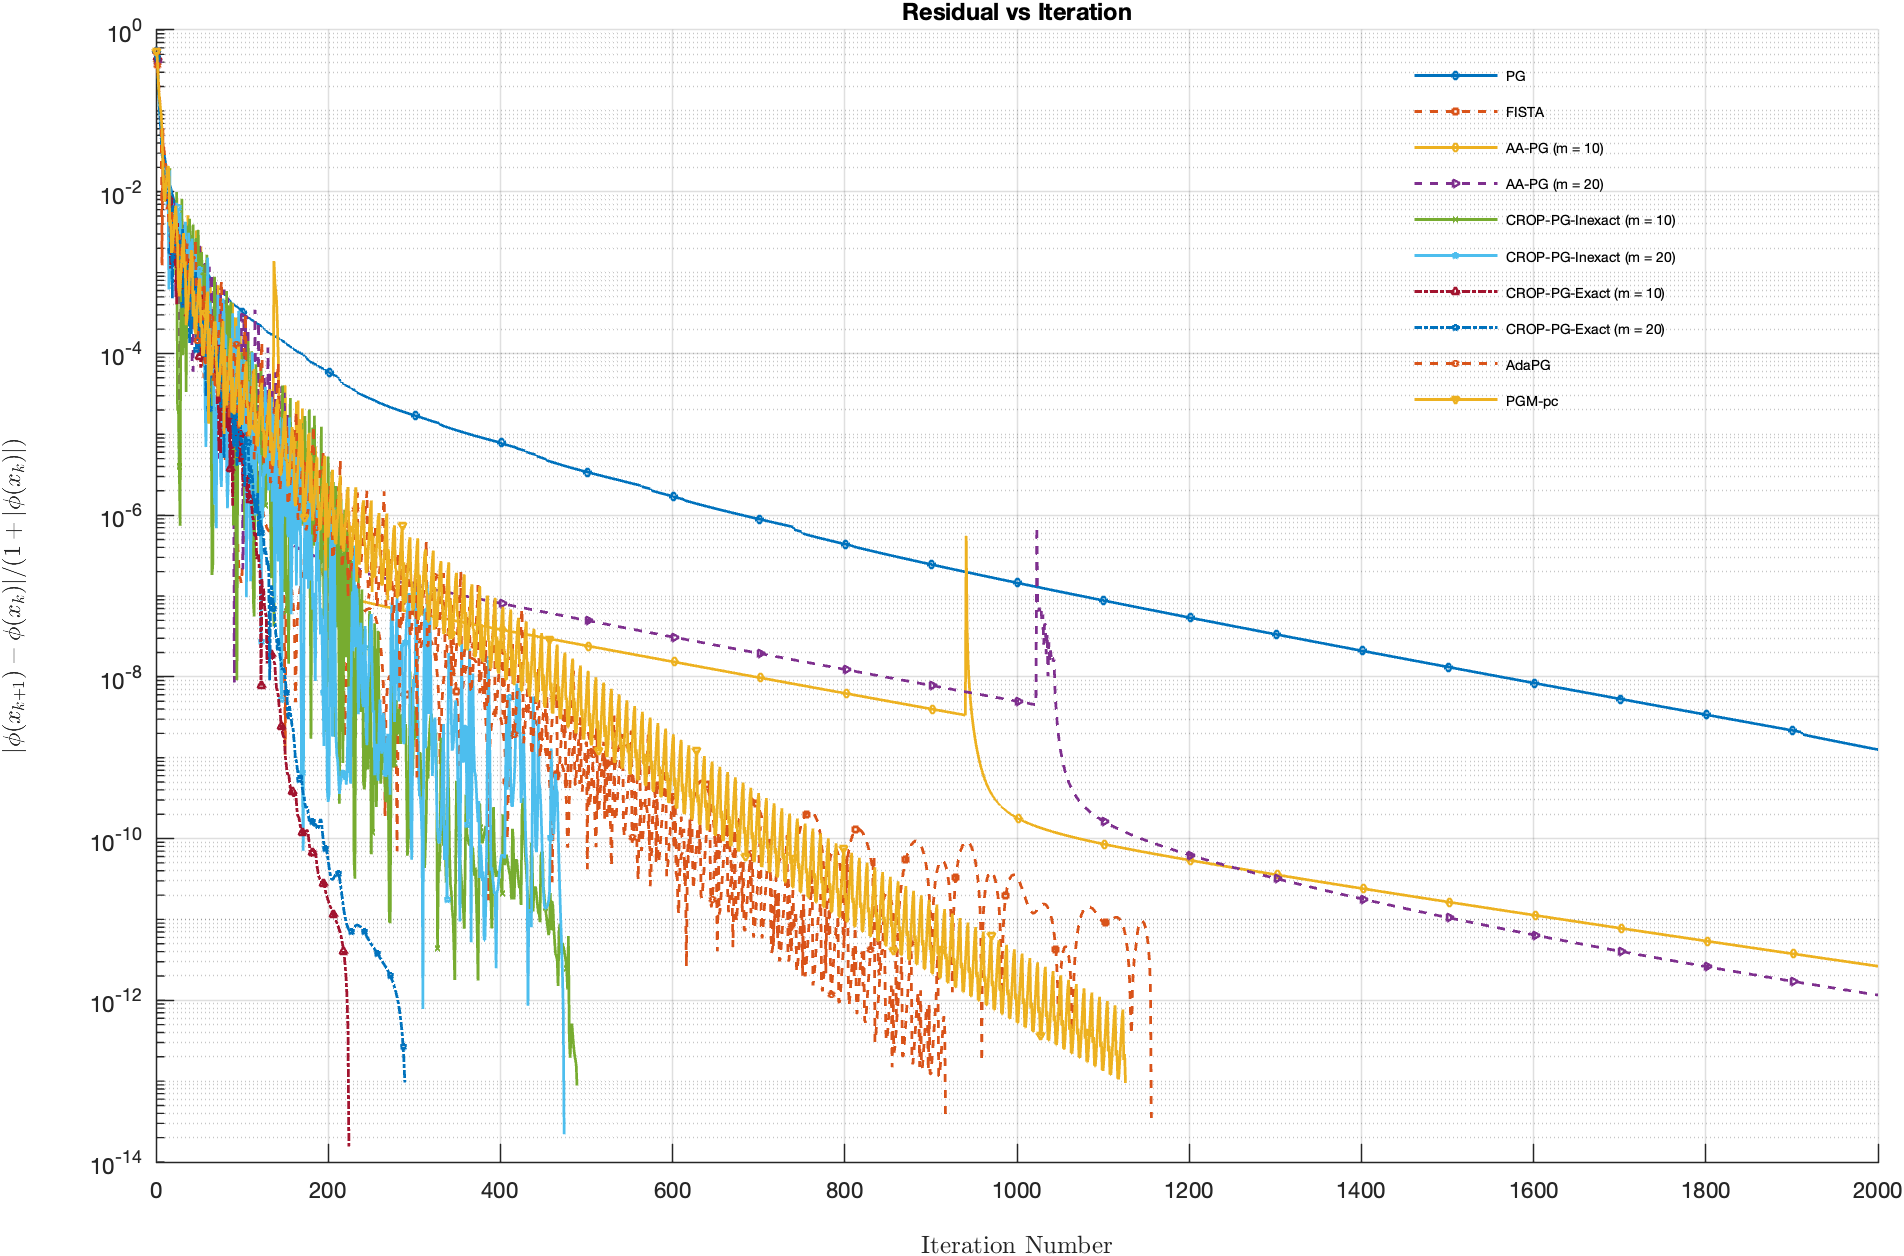 Residual vs Iteration
10^0
10^-2
10^-4
10^-6
10^-8
10^-10
10^-12
10^-14
|ϕ(x_{k+1}) − ϕ(x_k)|/(1 + |ϕ(x_k)|)
PG
FISTA
AA-PG (m = 10)
AA-PG (m = 20)
CROP-PG-Inexact (m = 10)
CROP-PG-Inexact (m = 20)
CROP-PG-Exact (m = 10)
CROP-PG-Exact (m = 20)
AdaPG
PGM-pc
0 200 400 600 800 1000 1200 1400 1600 1800 2000
Iteration Number